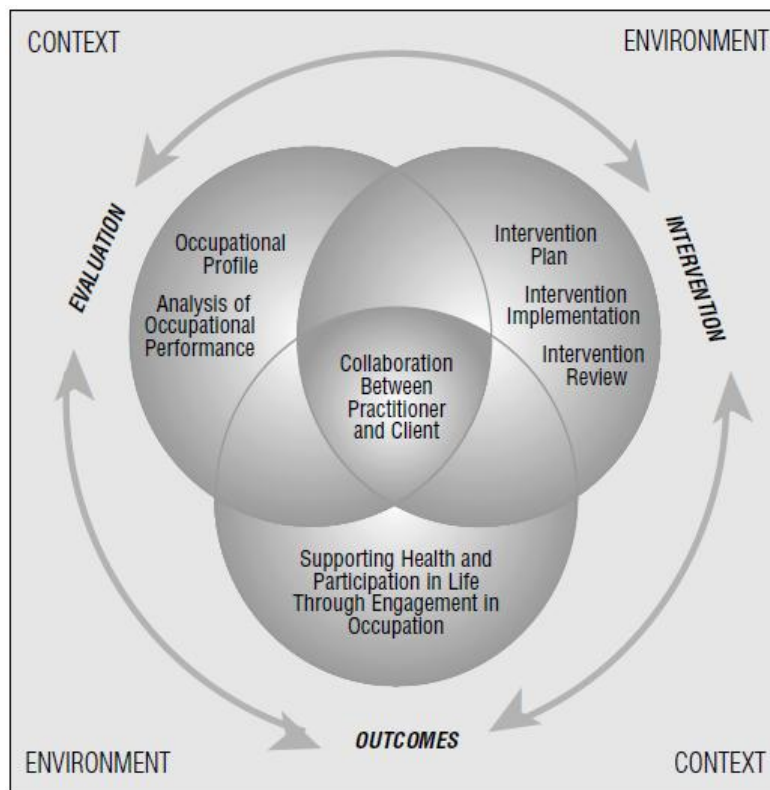 CONTEXT
ENVIRONMENT
EVALUATION
Occupational
Profile
Analysis of
Occupational
Performance
Intervention
Plan
Intervention
Implementation
Intervention
Review
INTERVENTION
Collaboration
Between
Practitioner
and Client
Supporting Health and
Participation in Life
Through Engagement in
Occupation
OUTCOMES
ENVIRONMENT
CONTEXT